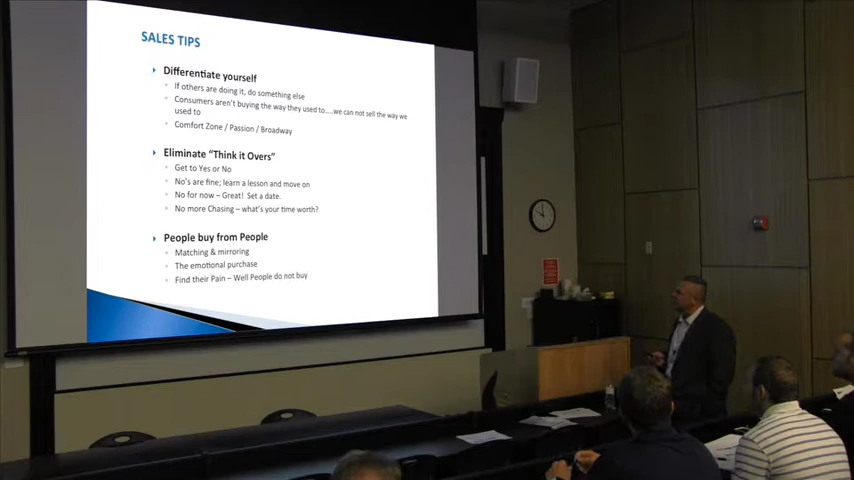 SALES TIPS
Differentiate yourself
If others are doing it, do something else
Consumers aren't buying the way they used to....we can not sell the way we
used to
Comfort Zone / Passion / Broadway
Eliminate "Think it Overs"
Get to Yes or No
No's are fine; learn a lesson and move on
No for now – Great! Set a date.
No more Chasing – what's your time worth?
People buy from People
Matching & mirroring
The emotional purchase
Find their Pain – Well People do not buy